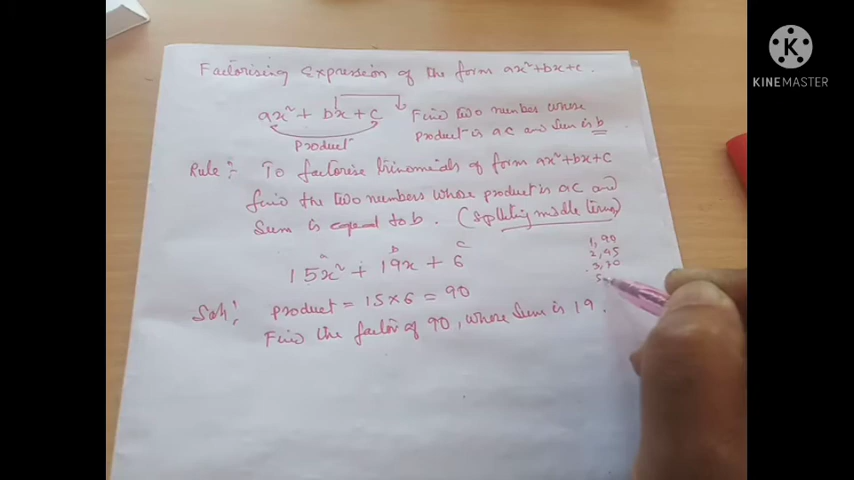 Factorising Expression of the form ax²+bx+c.
ax² + bx + c Find two number whose
product product is ac and sum is b
Rule:- To factorise trinomials of form ax²+bx+c
find the two numbers whose product is ac and
sum is equal to b. (splitting middle term)
a b c
15x² + 19x + 6
Soln: product = 15×6 = 90
Find the factor of 90, whose sum is 19.
1, 90
2, 45
3, 30
5
K
KINEMASTER